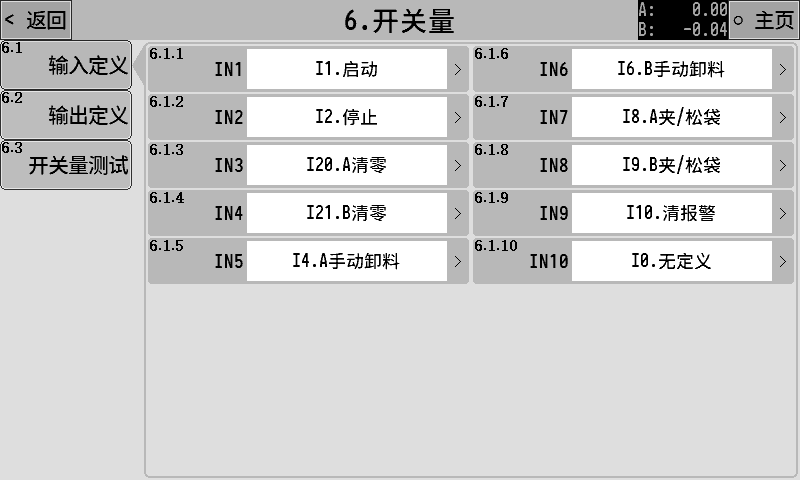 < 返回
6.开关量
A: 0.00
B: -0.04
主页
6.1 输入定义
6.2 输出定义
6.3 开关量测试
6.1.1 IN1 I1.启动 >
6.1.2 IN2 I2.停止 >
6.1.3 IN3 I20.A清零 >
6.1.4 IN4 I21.B清零 >
6.1.5 IN5 I4.A手动卸料 >
6.1.6 IN6 I6.B手动卸料 >
6.1.7 IN7 I8.A夹/松袋 >
6.1.8 IN8 I9.B夹/松袋 >
6.1.9 IN9 I10.清报警 >
6.1.10 IN10 I0.无定义 >